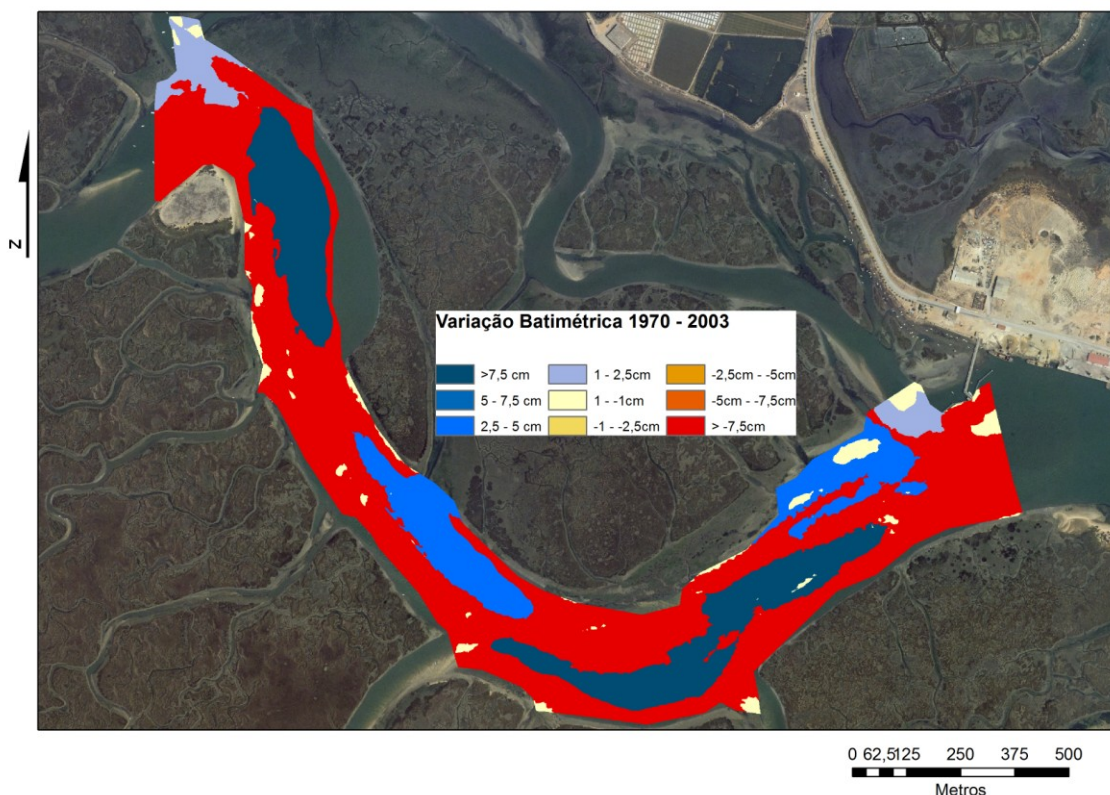 N
Variação Batimétrica 1970 - 2003
>7,5 cm 1 - 2,5cm -2,5cm - -5cm
5 - 7,5 cm 1 - -1cm -5cm - -7,5cm
2,5 - 5 cm -1 - -2,5cm > -7,5cm
0 62,5125 250 375 500
Metros